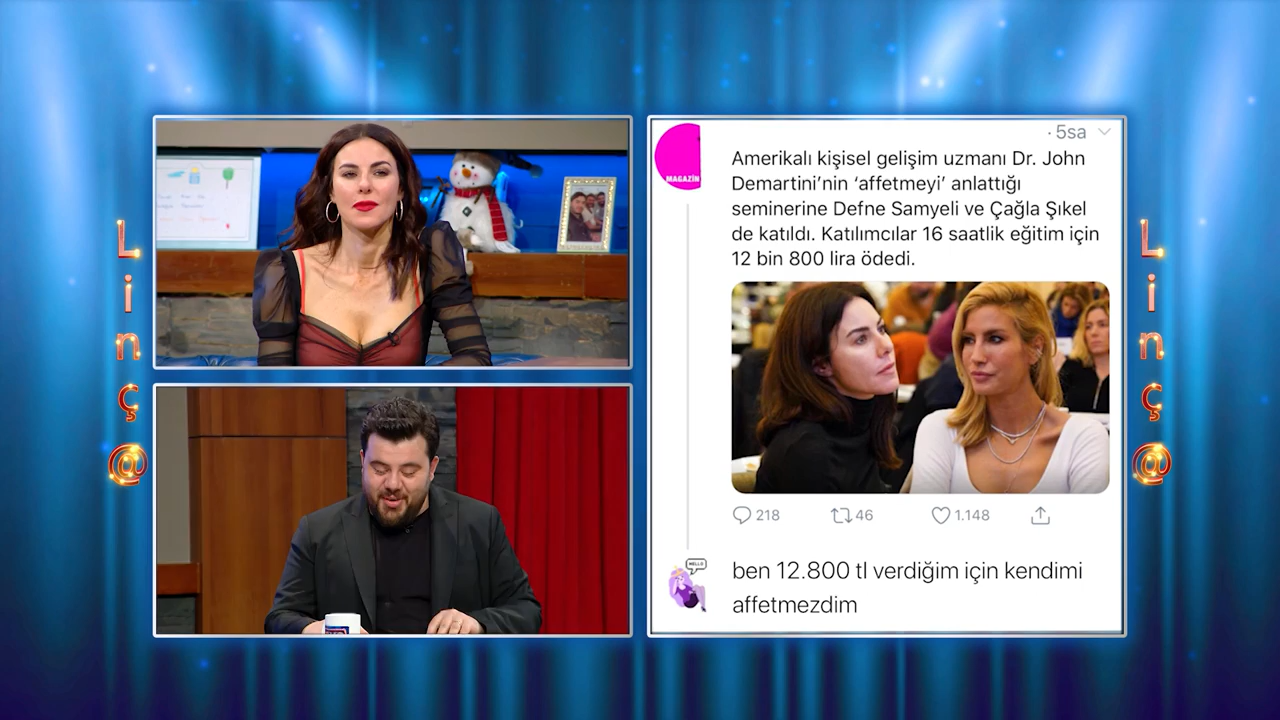 Linç@
· 5sa
MAGAZİN
Amerikalı kişisel gelişim uzmanı Dr. John
Demartini’nin ‘affetmeyi’ anlattığı
seminerine Defne Samyeli ve Çağla Şıkel
de katıldı. Katılımcılar 16 saatlik eğitim için
12 bin 800 lira ödedi.
218 46 1.148
HELLO
ben 12.800 tl verdiğim için kendimi
affetmezdim
Linç@